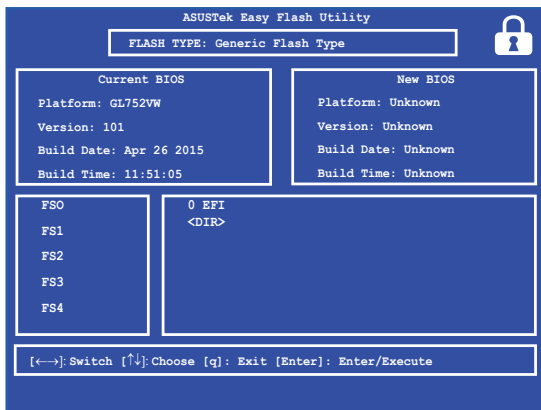 ASUSTek Easy Flash Utility
FLASH TYPE: Generic Flash Type
Current BIOS
Platform: GL752VW
Version: 101
Build Date: Apr 26 2015
Build Time: 11:51:05
New BIOS
Platform: Unknown
Version: Unknown
Build Date: Unknown
Build Time: Unknown
FSO
FS1
FS2
FS3
FS4
0 EFI
<DIR>
[←→]: Switch [↑↓]: Choose [q]: Exit [Enter]: Enter/Execute